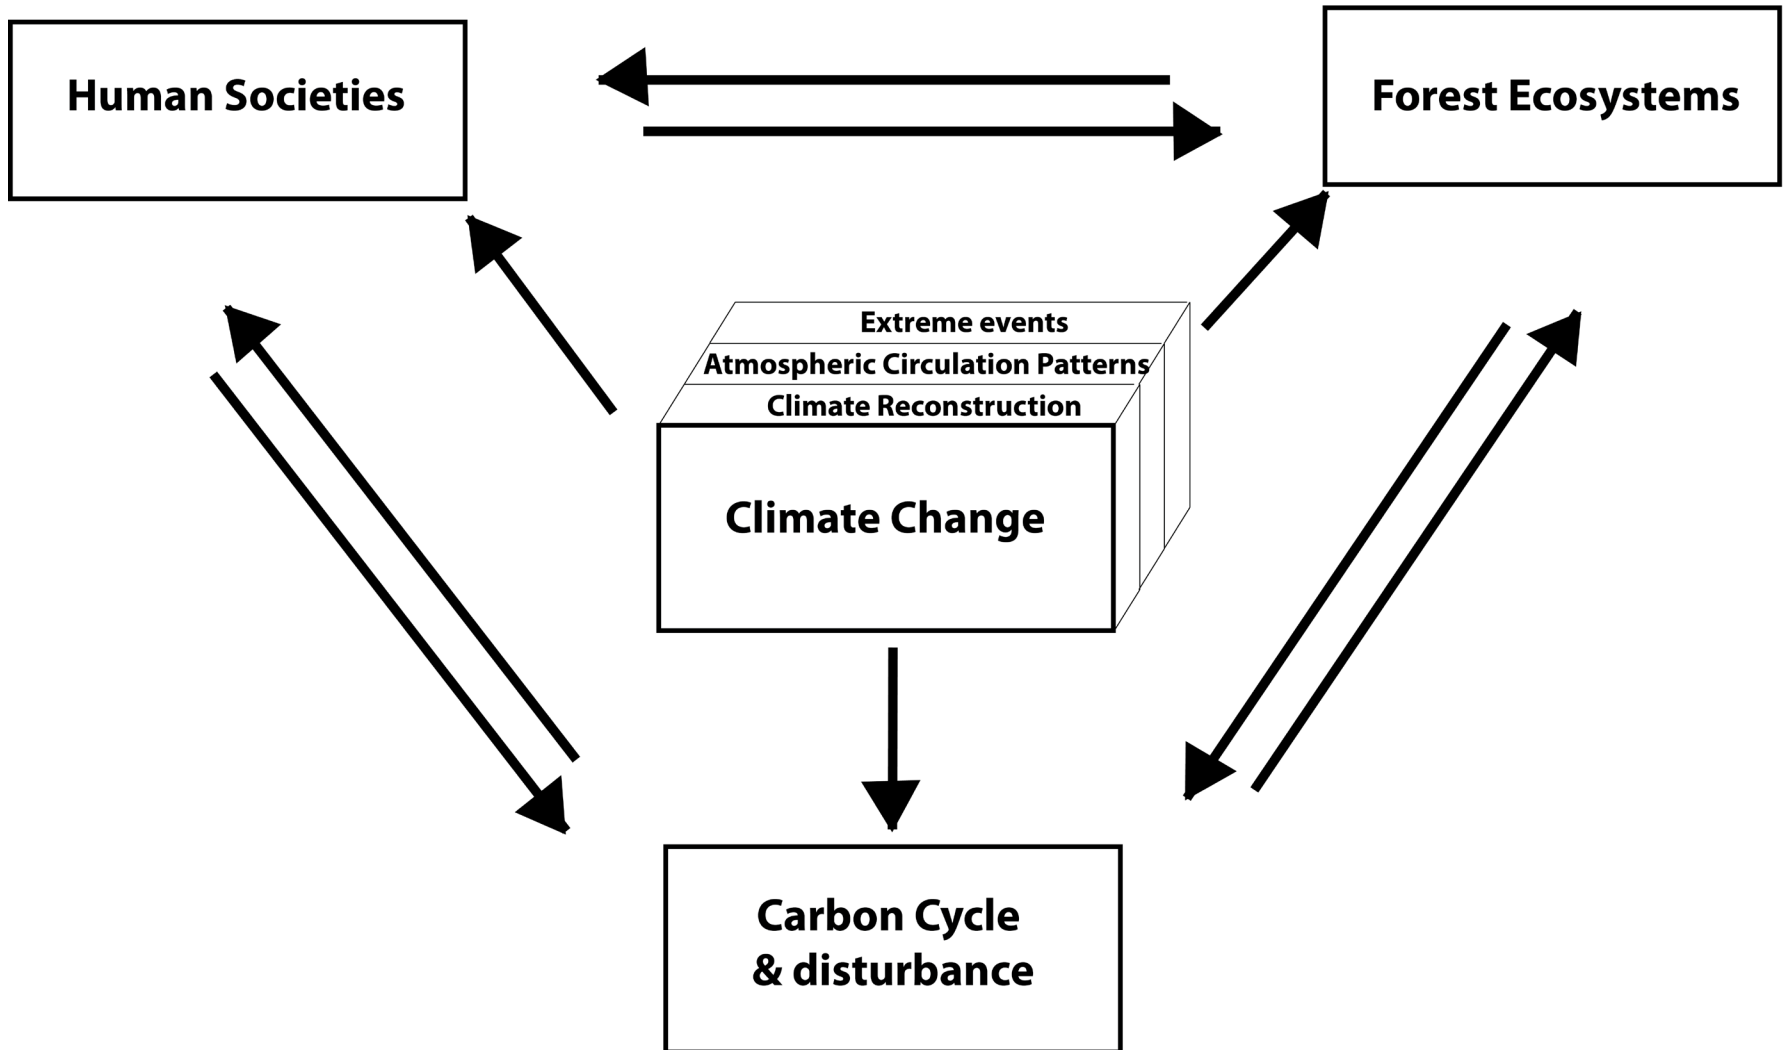 Human Societies
Forest Ecosystems
Extreme events
Atmospheric Circulation Patterns
Climate Reconstruction
Climate Change
Carbon Cycle
& disturbance